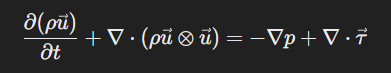 ∂(ρu⃗)/∂t + ∇ · (ρu⃗ ⊗ u⃗) = −∇p + ∇ · τ⃗